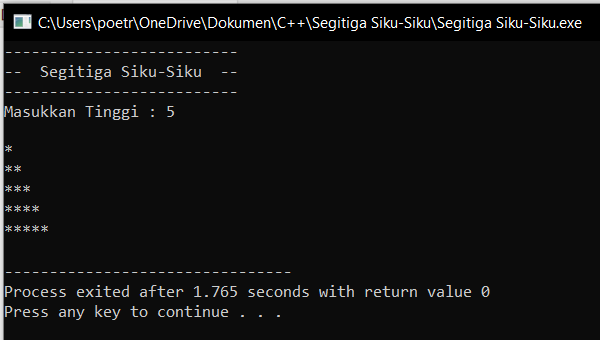 C:\Users\poetr\OneDrive\Dokumen\C++\Segitiga Siku-Siku\Segitiga Siku-Siku.exe
--------------------------
--  Segitiga Siku-Siku  --
--------------------------
Masukkan Tinggi : 5
*
**
***
****
*****
--------------------------------
Process exited after 1.765 seconds with return value 0
Press any key to continue . . .